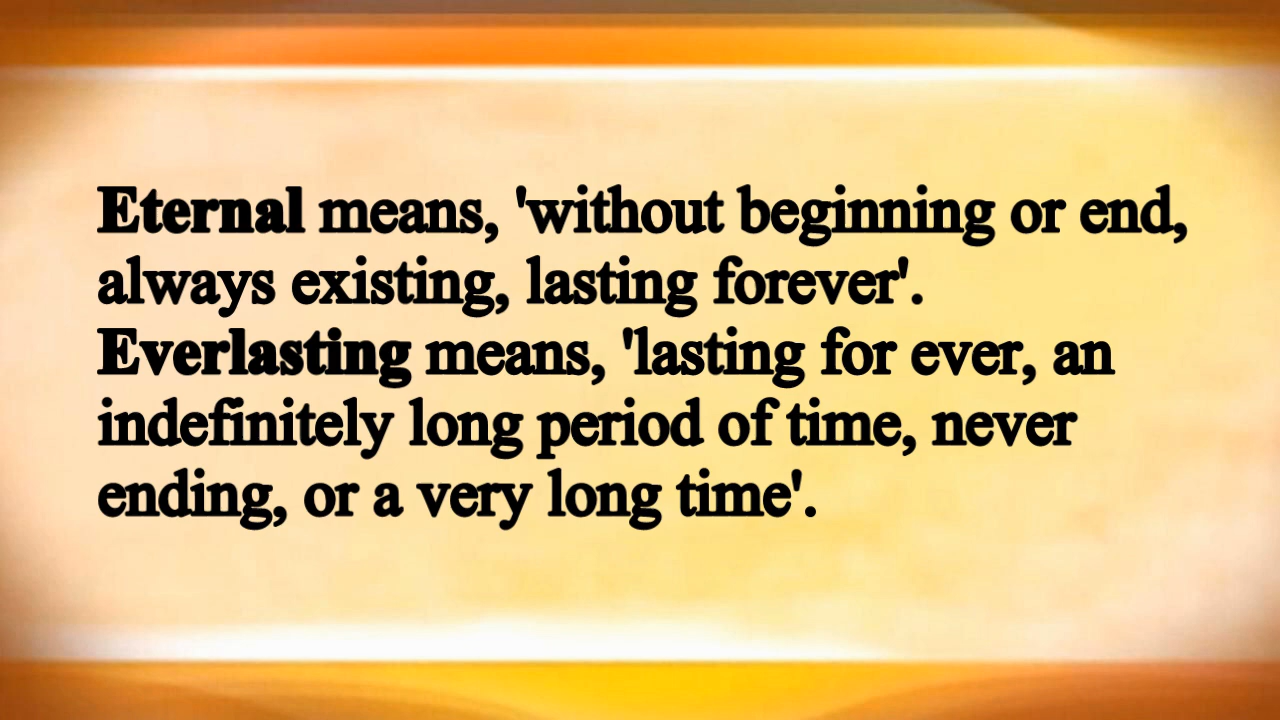 Eternal means, 'without beginning or end,
always existing, lasting forever'.
Everlasting means, 'lasting for ever, an
indefinitely long period of time, never
ending, or a very long time'.